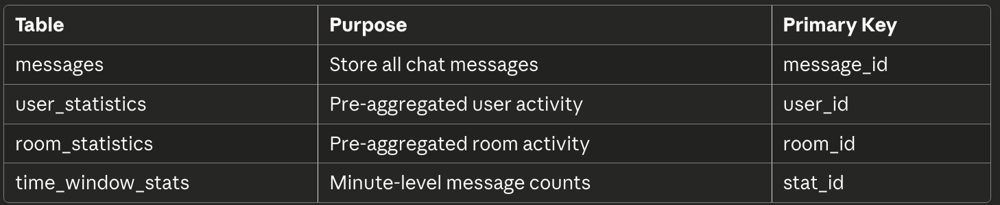 Table Purpose Primary Key
messages Store all chat messages message_id
user_statistics Pre-aggregated user activity user_id
room_statistics Pre-aggregated room activity room_id
time_window_stats Minute-level message counts stat_id